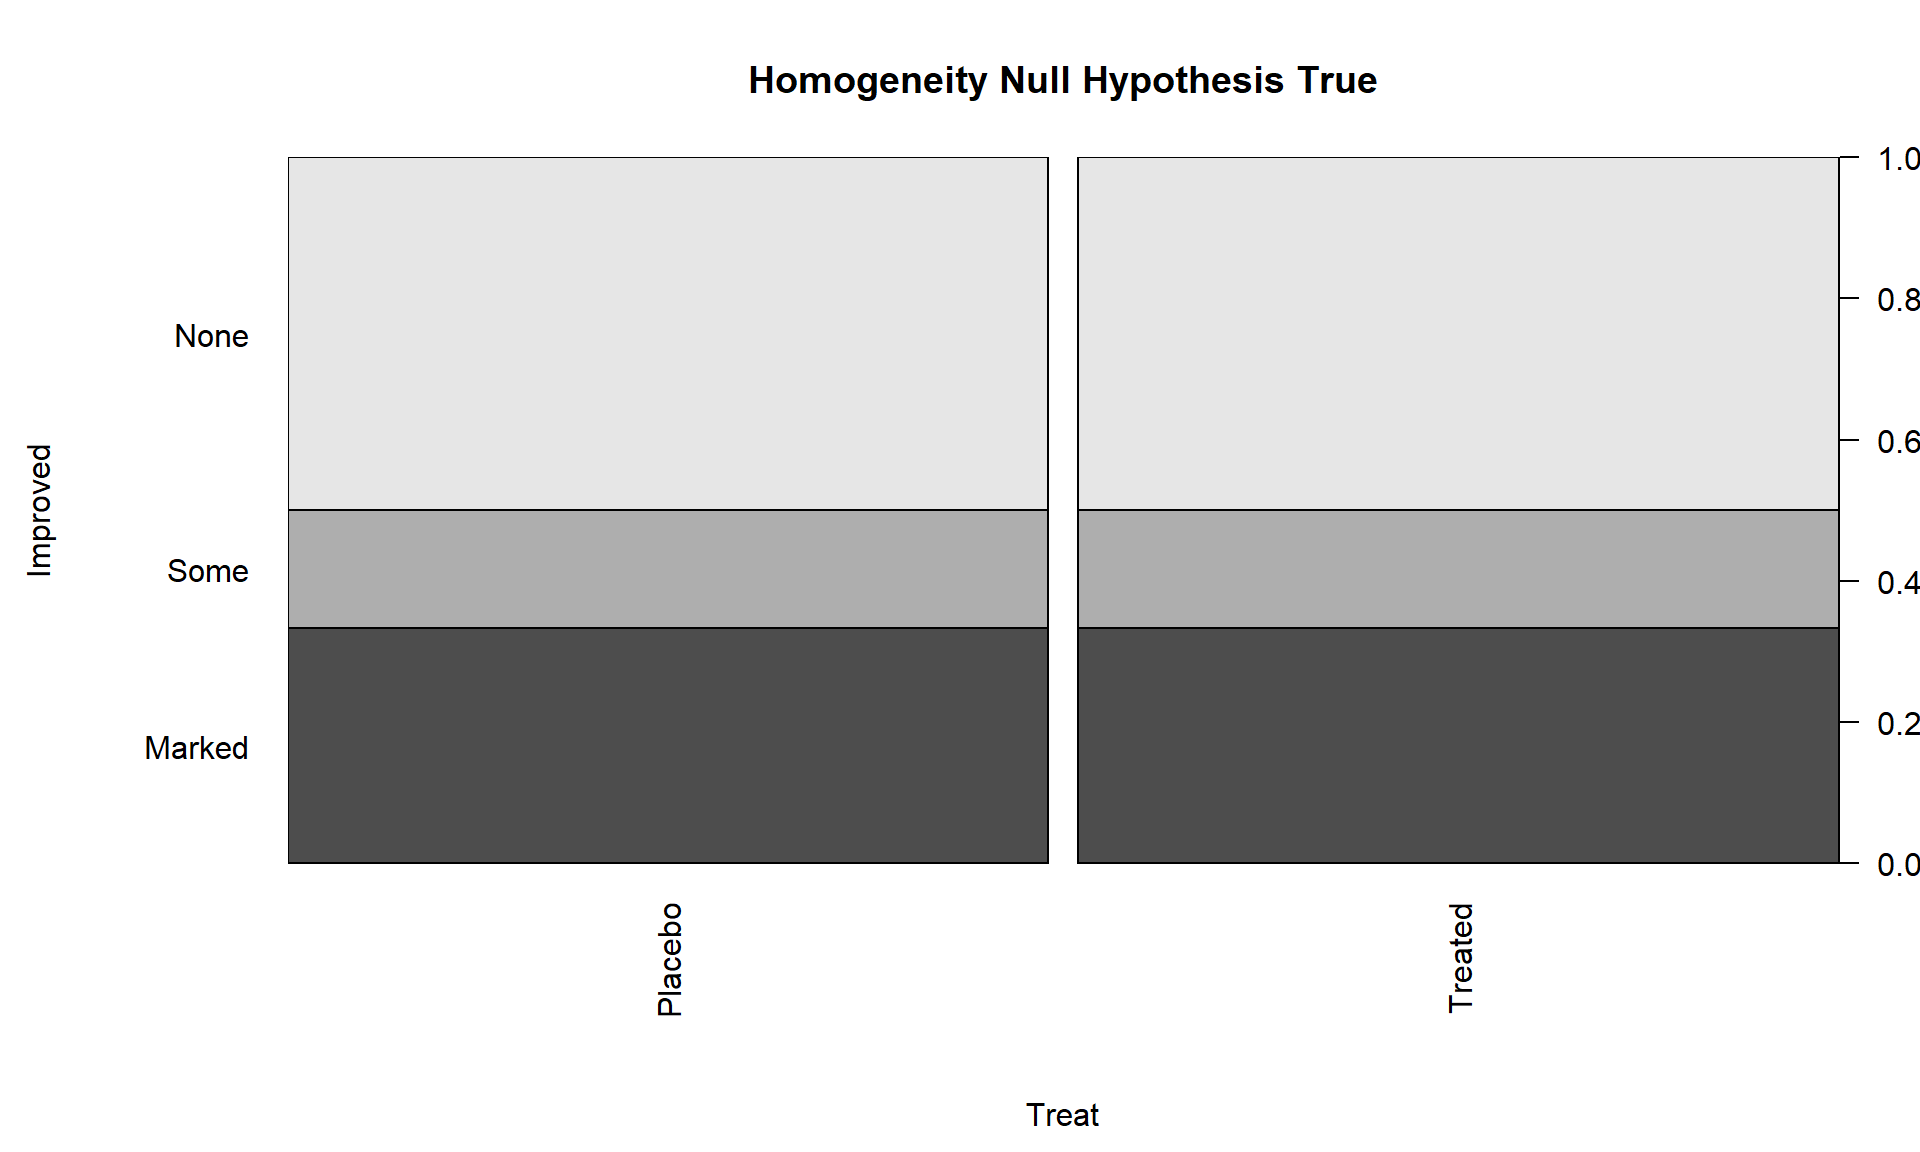 Homogeneity Null Hypothesis True
Improved
None
Some
Marked
1.0
0.8
0.6
0.4
0.2
0.0
Placebo
Treated
Treat